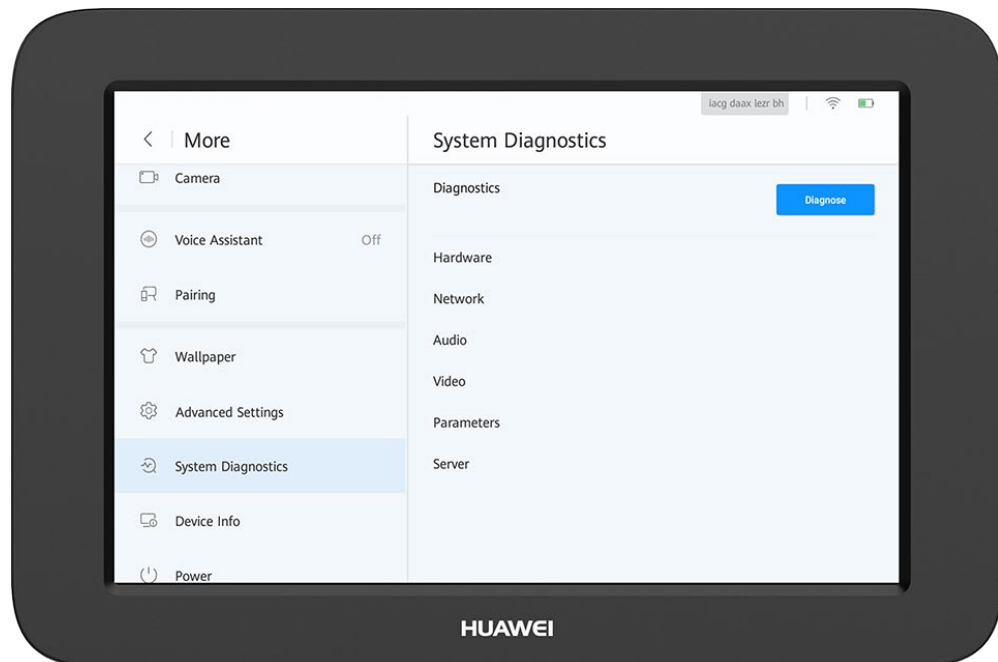 iacg daax lezr bh
More
System Diagnostics
Camera
Diagnostics
Diagnose
Voice Assistant Off
Hardware
Pairing
Network
Audio
Wallpaper
Video
Advanced Settings
Parameters
System Diagnostics
Server
Device Info
Power
HUAWEI